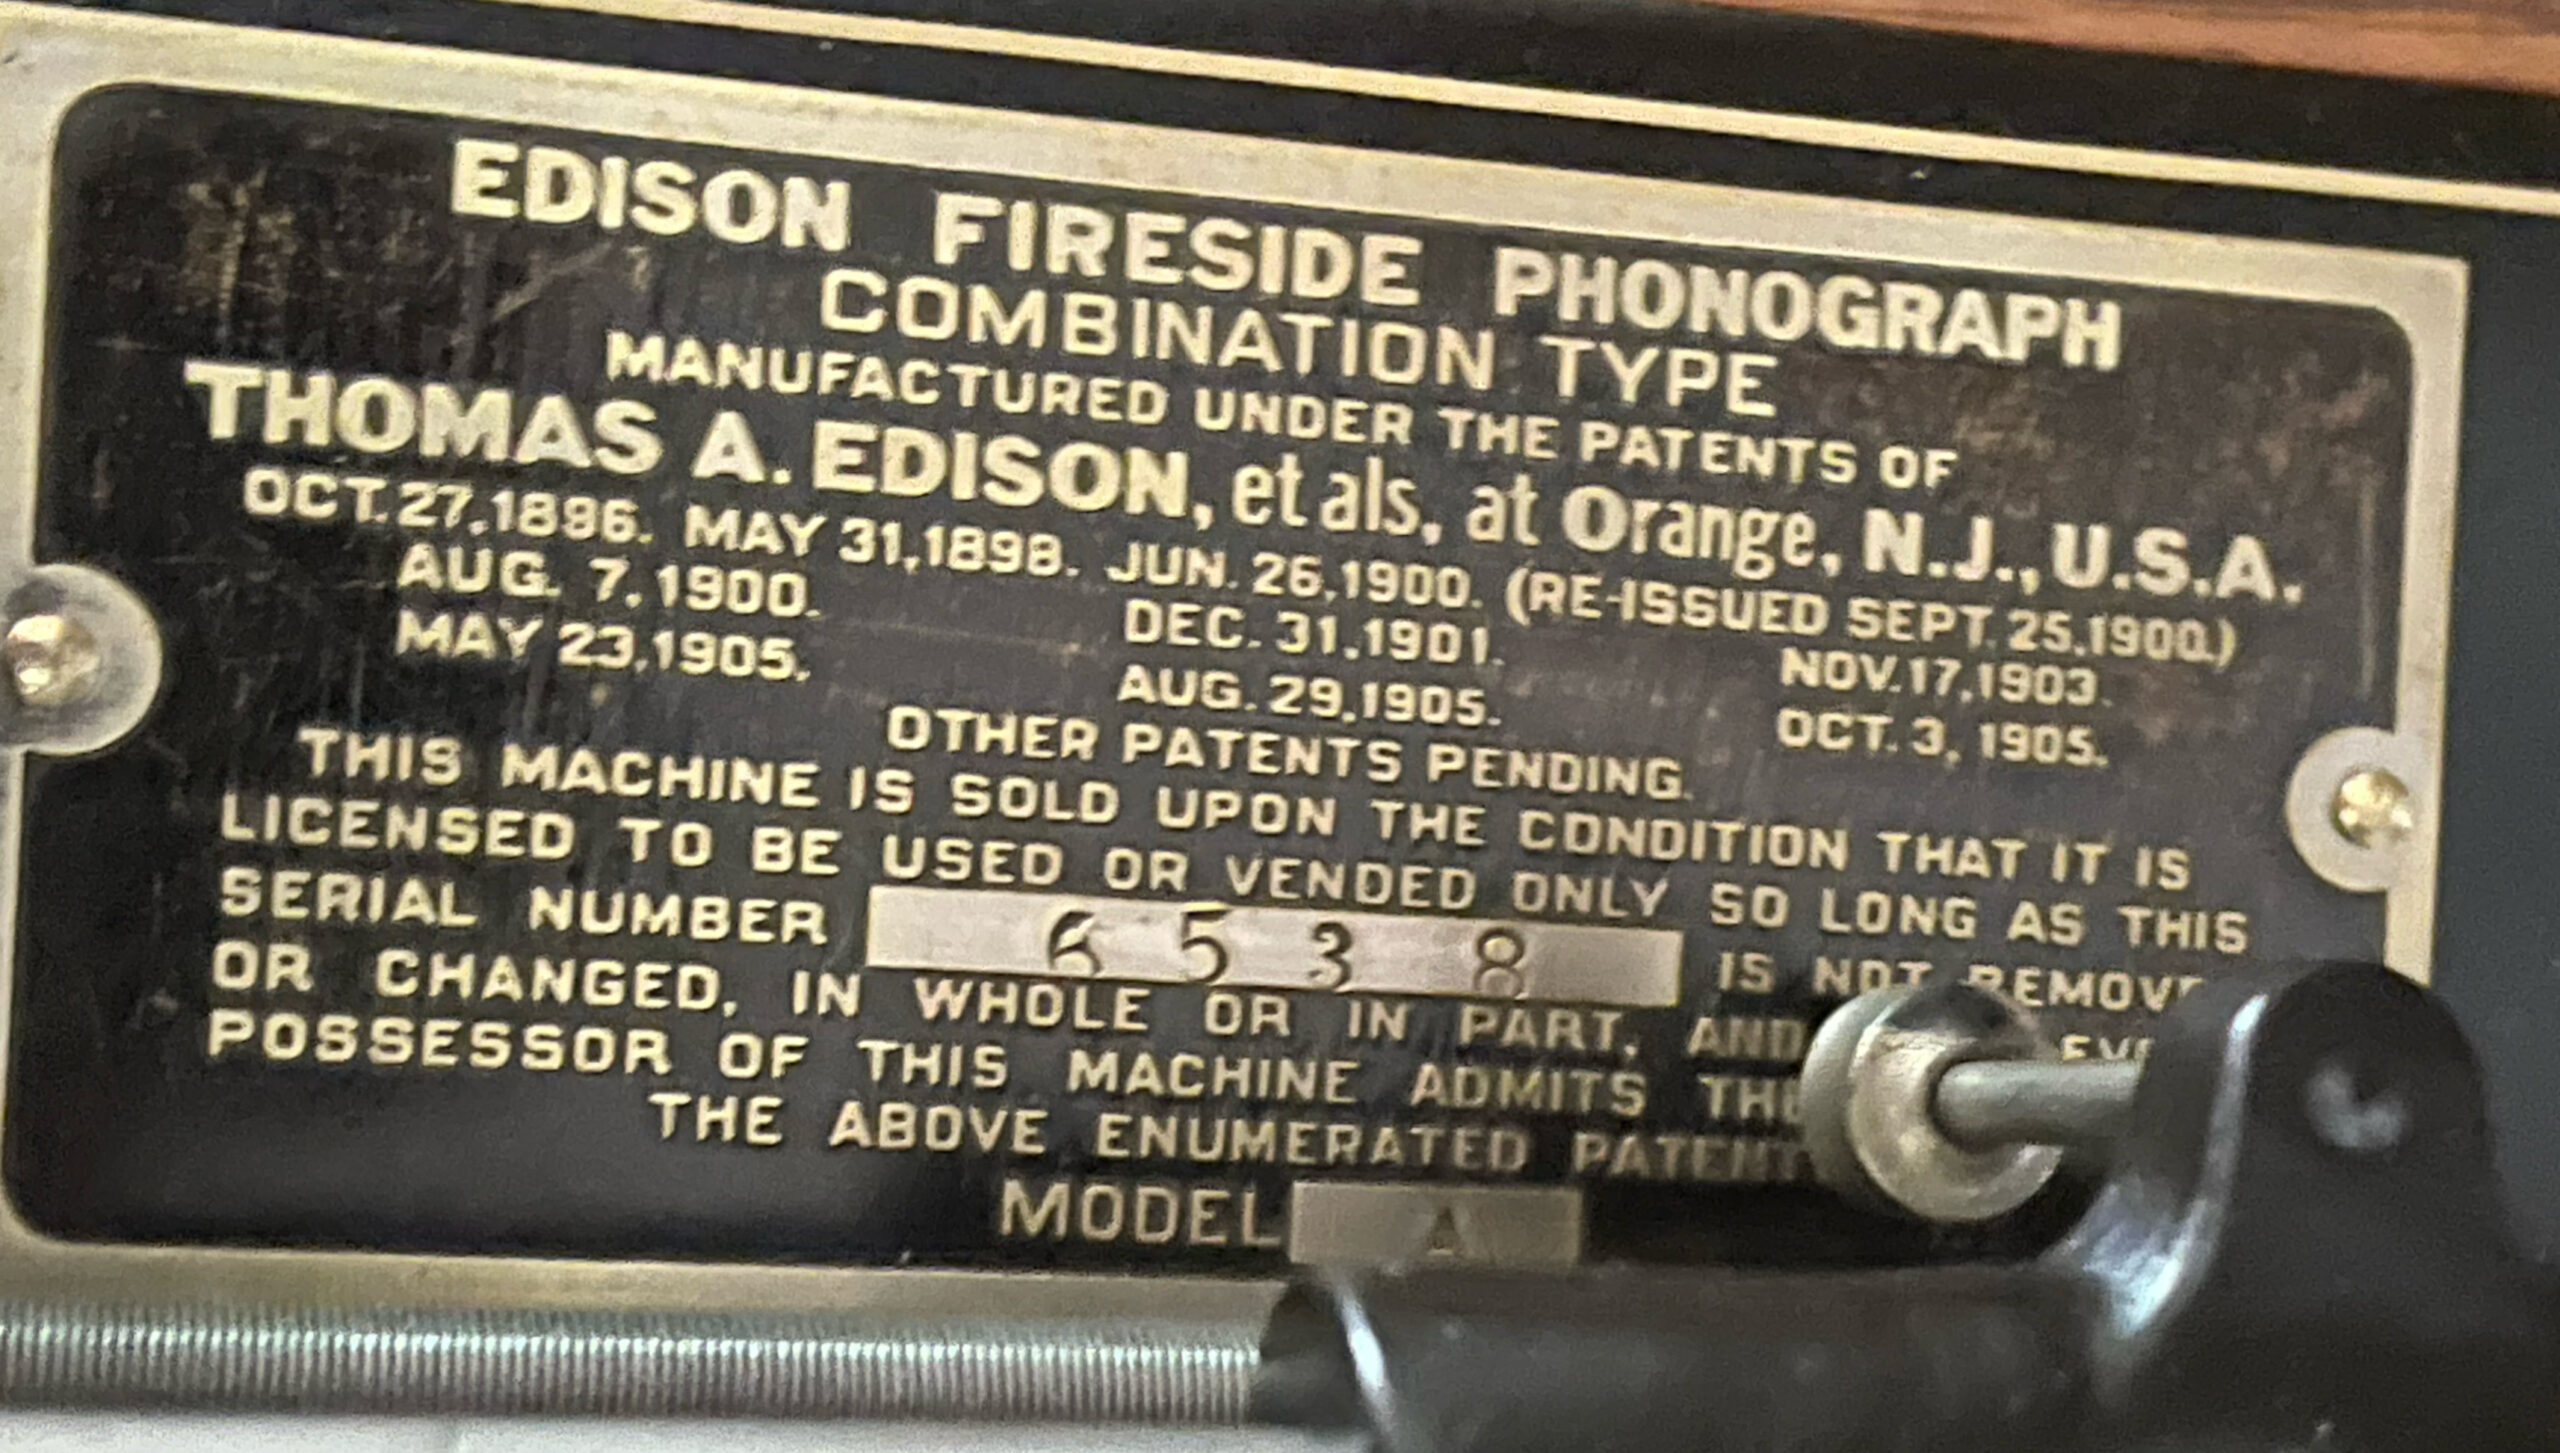 EDISON FIRESIDE PHONOGRAPH
COMBINATION TYPE
MANUFACTURED UNDER THE PATENTS OF
THOMAS A. EDISON, et als, at Orange, N.J., U.S.A.
OCT. 27, 1896. MAY 31, 1898. JUN. 26, 1900. (RE-ISSUED SEPT. 25, 1900.)
AUG. 7, 1900. DEC. 31, 1901. NOV. 17, 1903.
MAY 23, 1905. AUG. 29, 1905. OCT. 3, 1905.
OTHER PATENTS PENDING.
THIS MACHINE IS SOLD UPON THE CONDITION THAT IT IS
LICENSED TO BE USED OR VENDED ONLY SO LONG AS THIS
SERIAL NUMBER 6538 IS NOT
OR CHANGED, IN WHOLE OR IN PART, AND
POSSESSOR OF THIS MACHINE ADMITS
THE ABOVE ENUMERATED
MODEL A